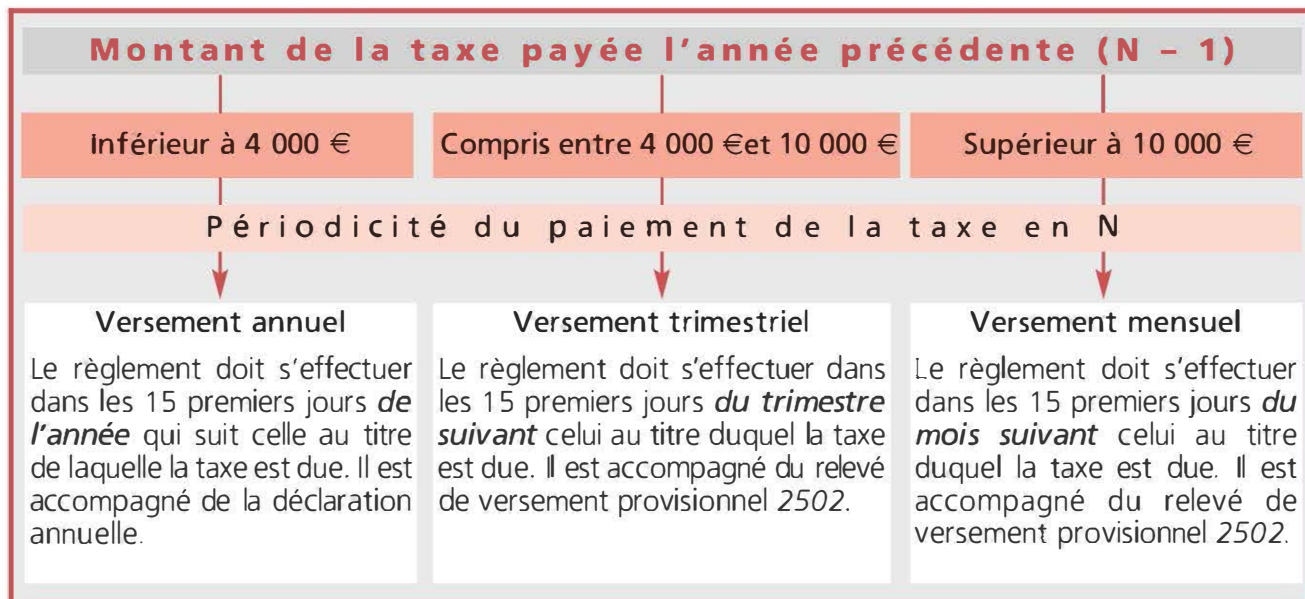 Montant de la taxe payée l'année précédente (N – 1)
Inférieur à 4 000 €
Compris entre 4 000 €et 10 000 €
Supérieur à 10 000 €
Périodicité du paiement de la taxe en N
Versement annuel
Le règlement doit s'effectuer
dans les 15 premiers jours de
l'année qui suit celle au titre
de laquelle la taxe est due. Il est
accompagné de la déclaration
annuelle.
Versement trimestriel
Le règlement doit s'effectuer dans
les 15 premiers jours du trimestre
suivant celui au titre duquel la taxe
est due. Il est accompagné du relevé
de versement provisionnel 2502.
Versement mensuel
Le règlement doit s'effectuer
dans les 15 premiers jours du
mois suivant celui au titre
duquel la taxe est due. Il est
accompagné du relevé de
versement provisionnel 2502.